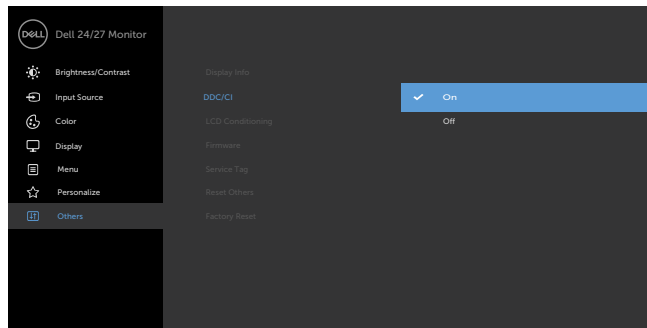 DELL Dell 24/27 Monitor
Brightness/Contrast
Input Source
Color
Display
Menu
Personalize
Others
Display Info
DDC/CI
LCD Conditioning
Firmware
Service Tag
Reset Others
Factory Reset
On
Off